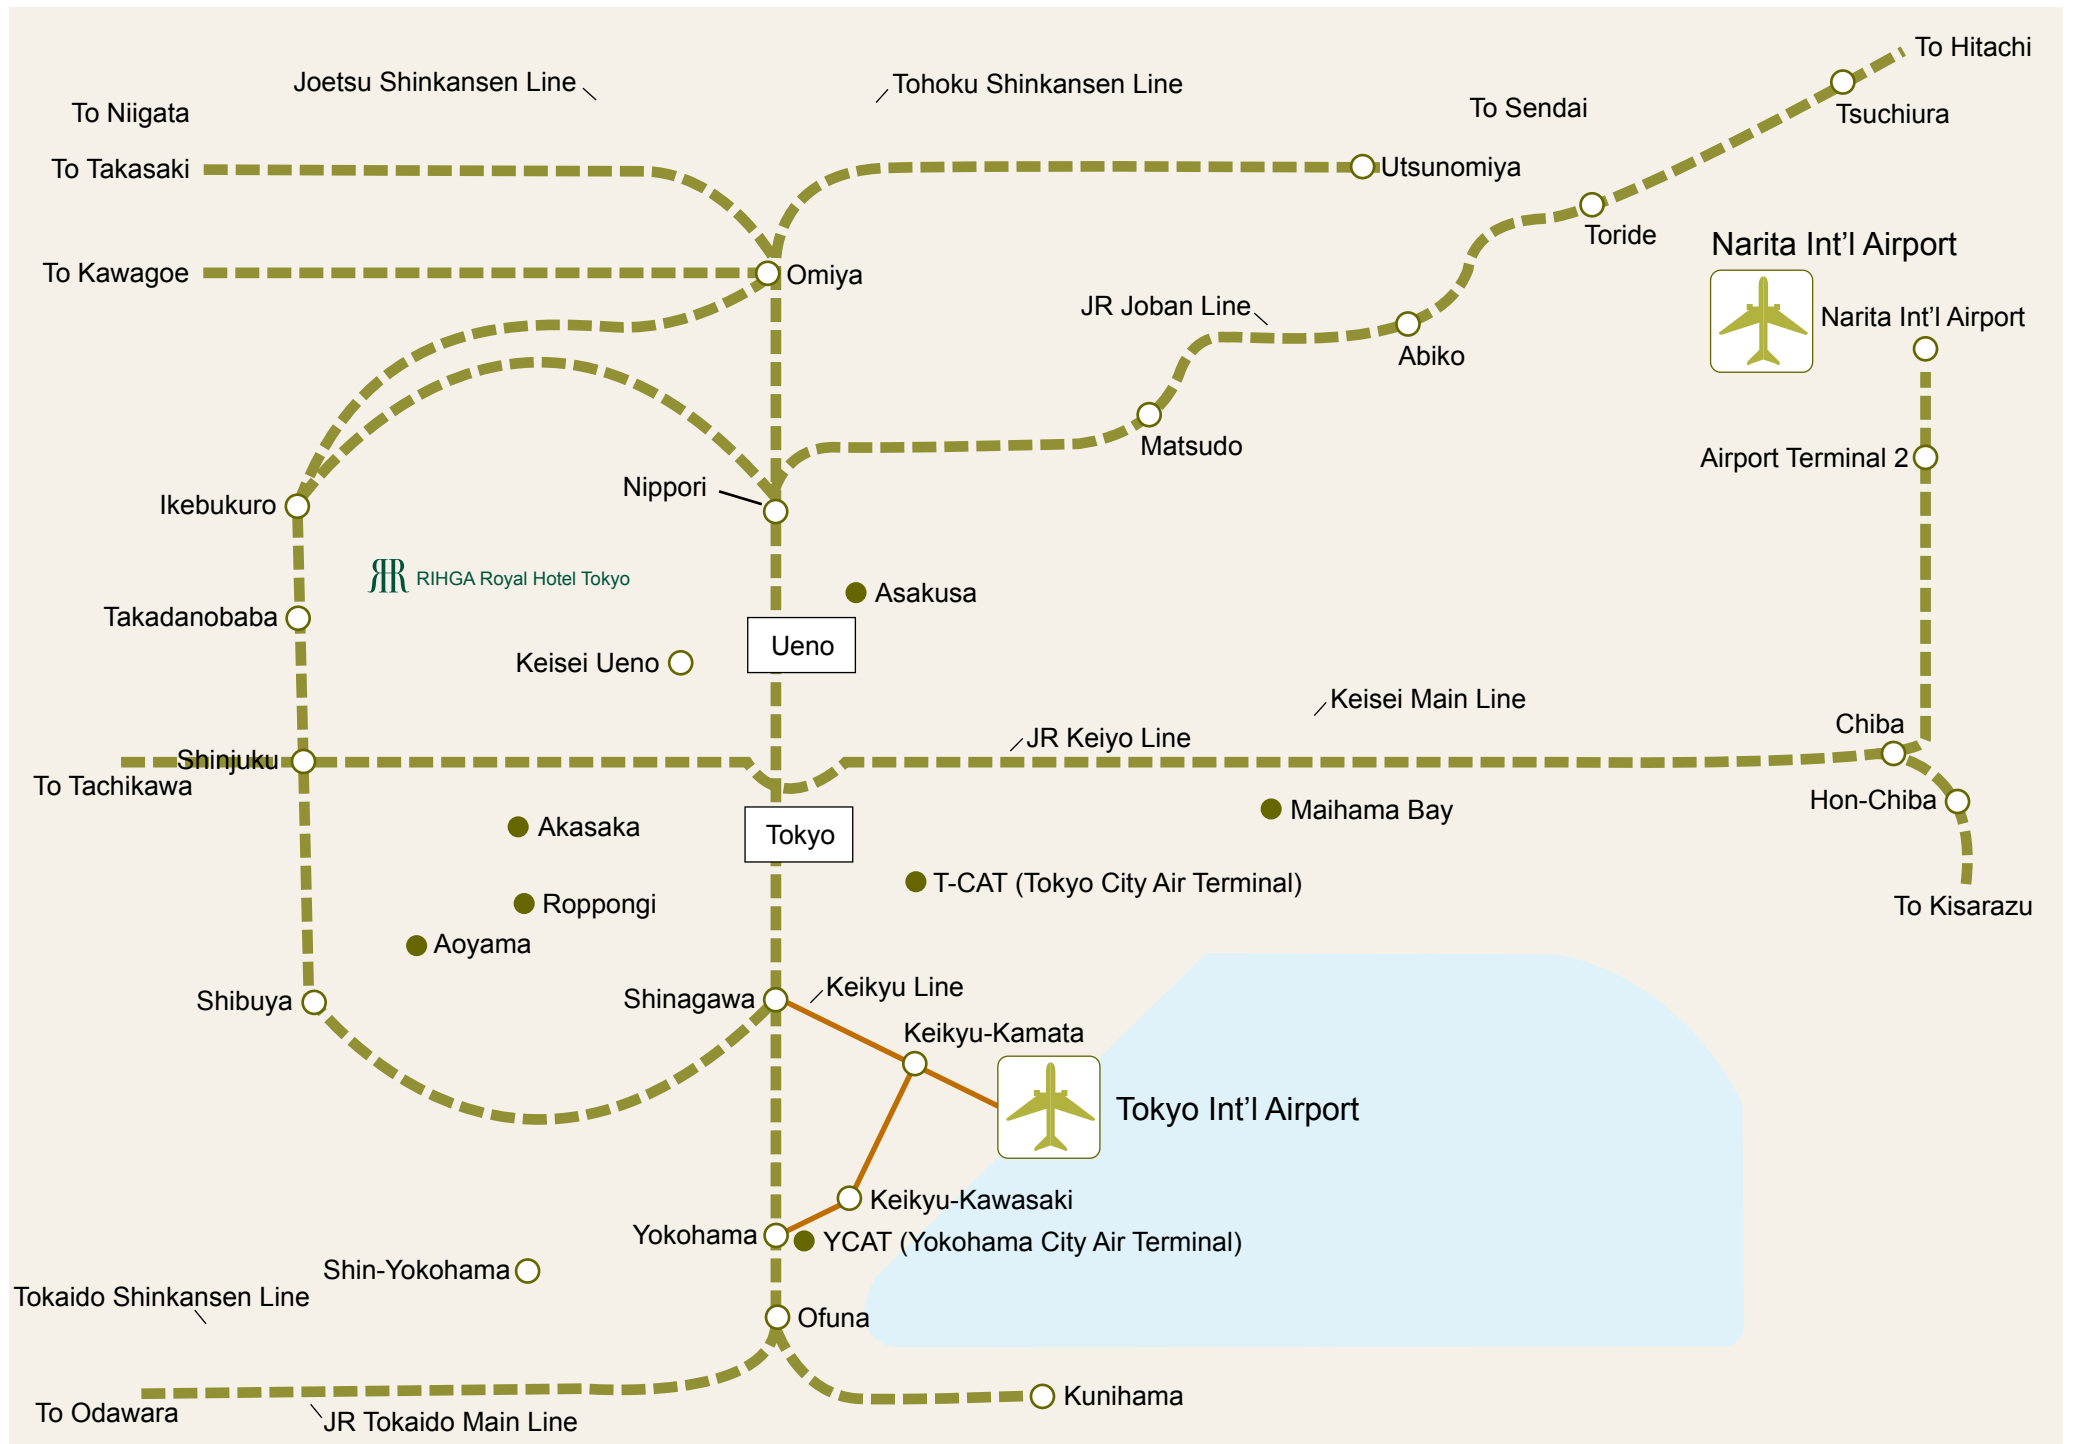 To Hitachi
Joetsu Shinkansen Line
Tohoku Shinkansen Line
To Niigata
To Sendai
Tsuchiura
To Takasaki
Utsunomiya
Toride
Narita Int'l Airport
To Kawagoe
Omiya
JR Joban Line
Narita Int'l Airport
Abiko
Matsudo
Airport Terminal 2
Nippori
Ikebukuro
RIHGA Royal Hotel Tokyo
Asakusa
Takadanobaba
Ueno
Keisei Ueno
Keisei Main Line
Chiba
JR Keiyo Line
Shinjuku
To Tachikawa
Hon-Chiba
Maihama Bay
Akasaka
Tokyo
T-CAT (Tokyo City Air Terminal)
Roppongi
To Kisarazu
Aoyama
Keikyu Line
Shibuya
Shinagawa
Keikyu-Kamata
Tokyo Int'l Airport
Keikyu-Kawasaki
Yokohama
YCAT (Yokohama City Air Terminal)
Shin-Yokohama
Tokaido Shinkansen Line
Ofuna
Kunihama
To Odawara
JR Tokaido Main Line